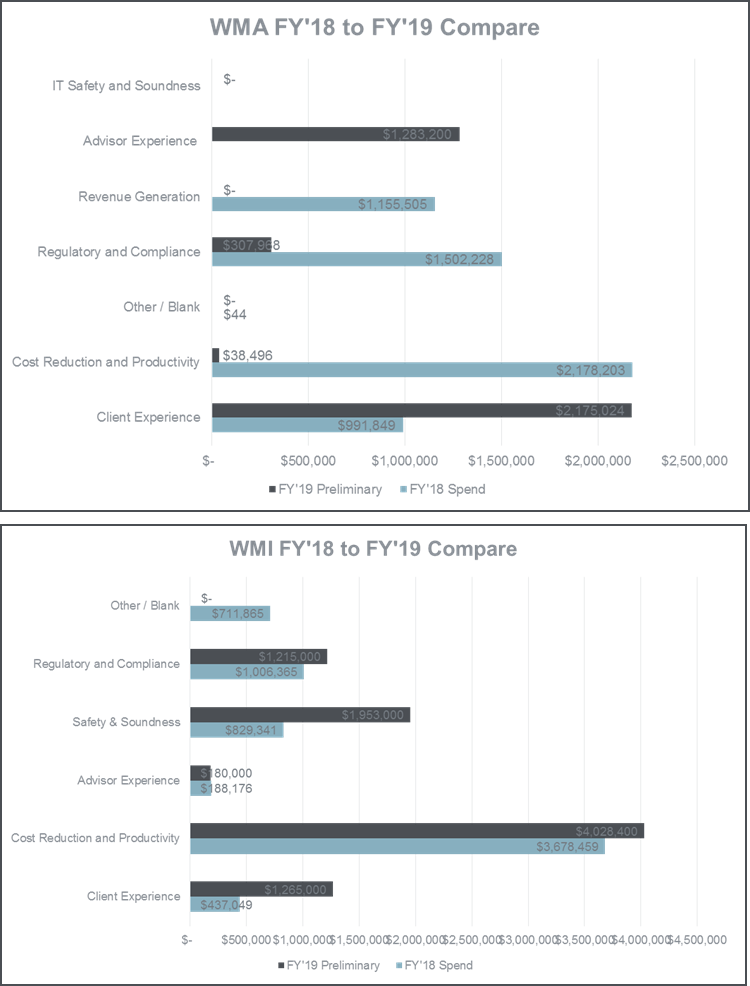 WMA FY'18 to FY'19 Compare
IT Safety and Soundness
$-
Advisor Experience
$1,283,200
Revenue Generation
$-
$1,155,505
Regulatory and Compliance
$307,968
$1,502,228
Other / Blank
$-
$44
Cost Reduction and Productivity
$38,496
$2,178,203
Client Experience
$2,175,024
$991,849
$- $500,000 $1,000,000 $1,500,000 $2,000,000 $2,500,000
FY'19 Preliminary FY'18 Spend
WMI FY'18 to FY'19 Compare
Other / Blank
$-
$711,865
Regulatory and Compliance
$1,215,000
$1,006,365
Safety & Soundness
$1,953,000
$829,341
Advisor Experience
$180,000
$188,176
Cost Reduction and Productivity
$4,028,400
$3,678,459
Client Experience
$1,265,000
$437,049
$- $500,000 $1,000,000 $1,500,000 $2,000,000 $2,500,000 $3,000,000 $3,500,000 $4,000,000 $4,500,000
FY'19 Preliminary FY'18 Spend